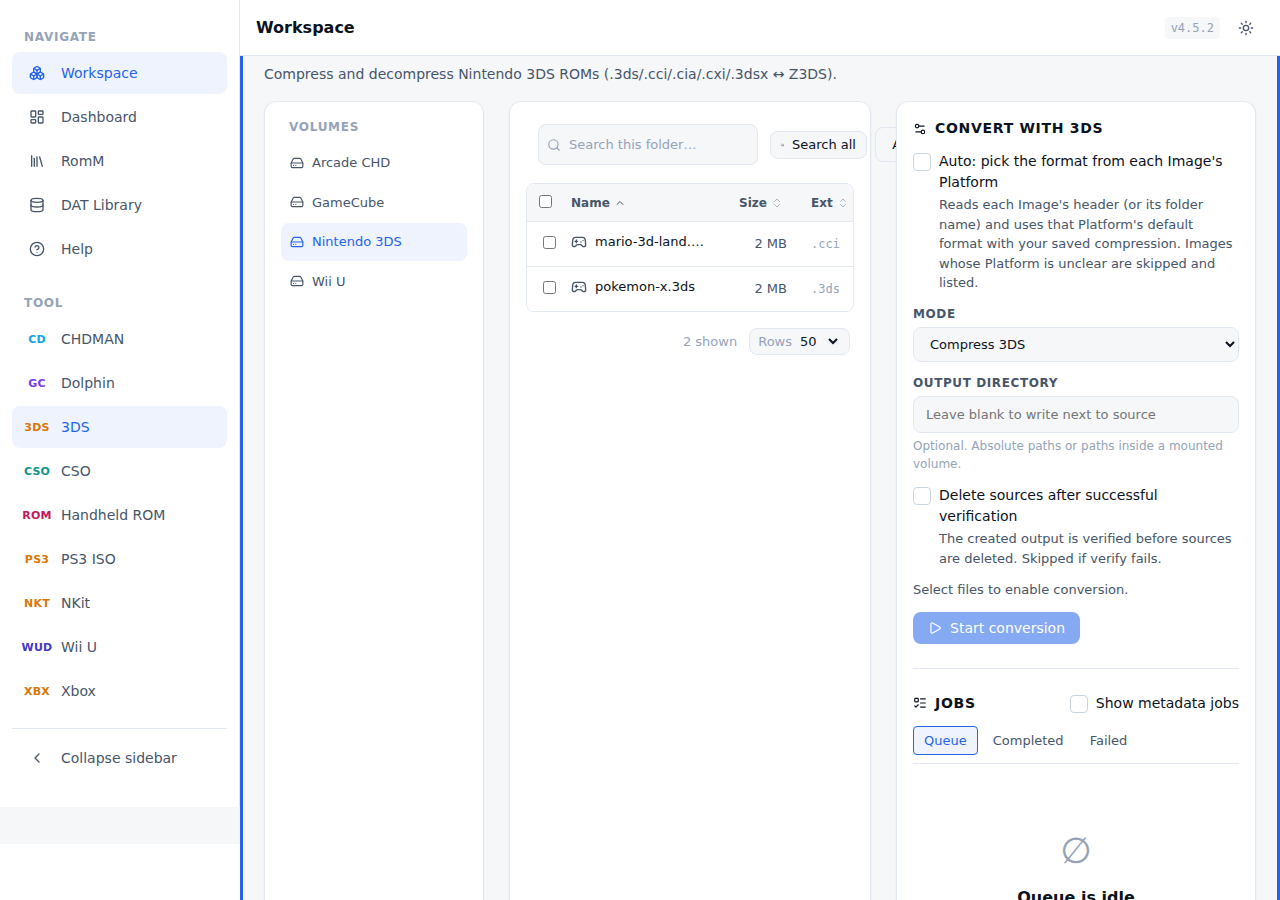 NAVIGATE
Workspace
Dashboard
RomM
DAT Library
Help
TOOL
CD CHDMAN
GC Dolphin
3DS 3DS
CSO CSO
ROM Handheld ROM
PS3 PS3 ISO
NKT NKit
WUD Wii U
XBX Xbox
Collapse sidebar
Workspace
v4.5.2
Compress and decompress Nintendo 3DS ROMs (.3ds/.cci/.cia/.cxi/.3dsx ↔ Z3DS).
VOLUMES
Arcade CHD
GameCube
Nintendo 3DS
Wii U
Search this folder…
Search all
Name Size Ext
mario-3d-land.… 2 MB .cci
pokemon-x.3ds 2 MB .3ds
2 shown Rows 50
CONVERT WITH 3DS
Auto: pick the format from each Image's
Platform
Reads each Image's header (or its folder
name) and uses that Platform's default
format with your saved compression. Images
whose Platform is unclear are skipped and
listed.
MODE
Compress 3DS
OUTPUT DIRECTORY
Leave blank to write next to source
Optional. Absolute paths or paths inside a mounted
volume.
Delete sources after successful
verification
The created output is verified before sources
are deleted. Skipped if verify fails.
Select files to enable conversion.
Start conversion
JOBS
Show metadata jobs
Queue Completed Failed
Queue is idle